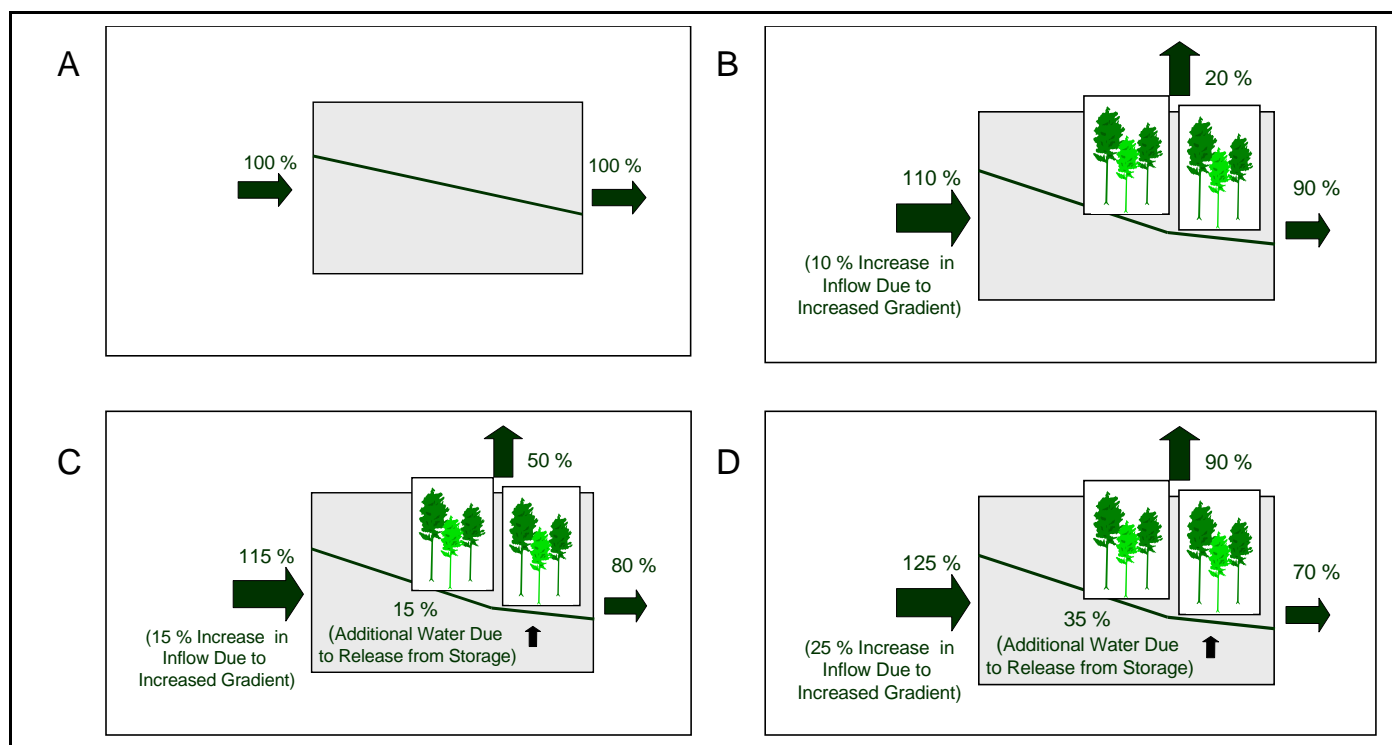 A
100 %
100 %
B
20 %
110 %
90 %
(10 % Increase in
Inflow Due to
Increased Gradient)
C
50 %
115 %
80 %
15 %
(Additional Water Due
to Release from Storage)
(15 % Increase in
Inflow Due to
Increased Gradient)
D
90 %
125 %
70 %
35 %
(Additional Water Due
to Release from Storage)
(25 % Increase in
Inflow Due to
Increased Gradient)